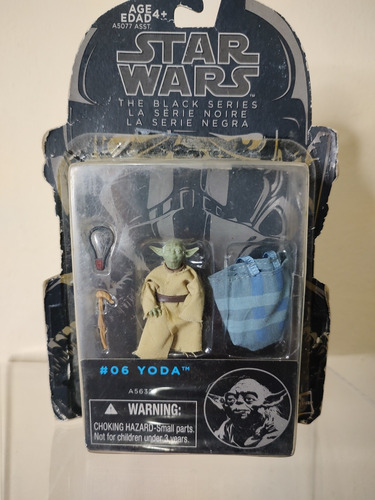 AGE
EDAD 4+
A5077 ASST.
STAR
WARS™
THE BLACK SERIES
LA SÉRIE NOIRE
LA SERIE NEGRA
#06 YODA™
WARNING:
CHOKING HAZARD-Small parts.
Not for children under 3 years.